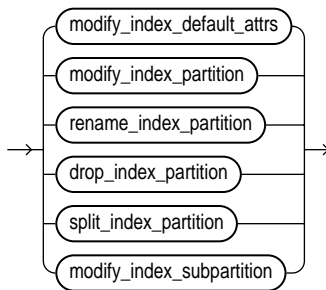 modify_index_default_attrs
modify_index_partition
rename_index_partition
drop_index_partition
split_index_partition
modify_index_subpartition